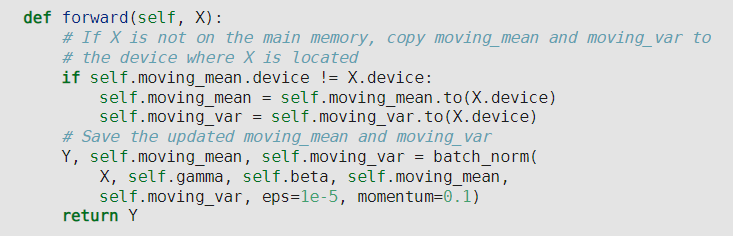 def forward(self, X):
    # If X is not on the main memory, copy moving_mean and moving_var to
    # the device where X is located
    if self.moving_mean.device != X.device:
        self.moving_mean = self.moving_mean.to(X.device)
        self.moving_var = self.moving_var.to(X.device)
    # Save the updated moving_mean and moving_var
    Y, self.moving_mean, self.moving_var = batch_norm(
        X, self.gamma, self.beta, self.moving_mean,
        self.moving_var, eps=1e-5, momentum=0.1)
    return Y